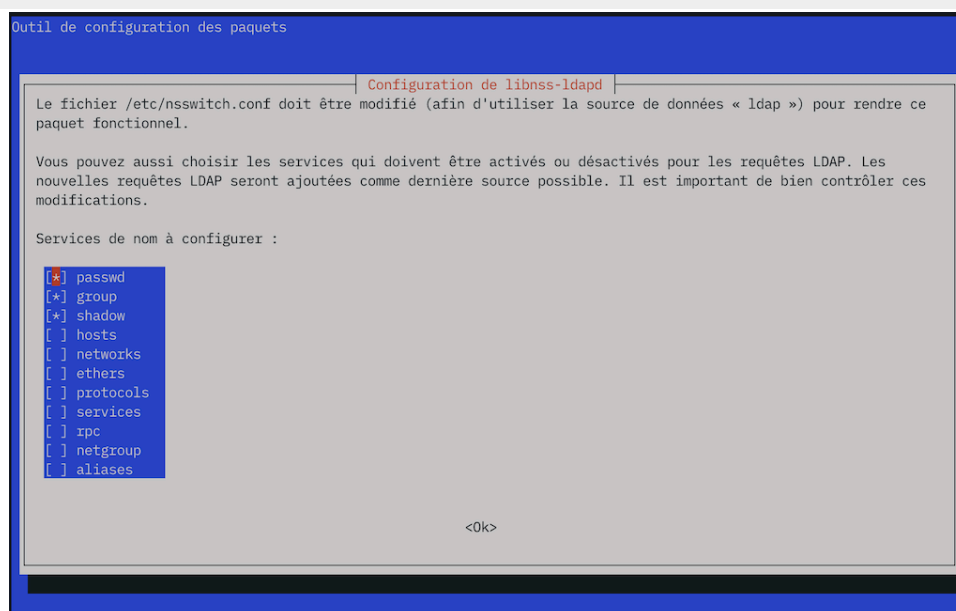 Outil de configuration des paquets
Configuration de libnss-ldapd
Le fichier /etc/nsswitch.conf doit être modifié (afin d'utiliser la source de données « ldap ») pour rendre ce
paquet fonctionnel.
Vous pouvez aussi choisir les services qui doivent être activés ou désactivés pour les requêtes LDAP. Les
nouvelles requêtes LDAP seront ajoutées comme dernière source possible. Il est important de bien contrôler ces
modifications.
Services de nom à configurer :
[*] passwd
[*] group
[*] shadow
[ ] hosts
[ ] networks
[ ] ethers
[ ] protocols
[ ] services
[ ] rpc
[ ] netgroup
[ ] aliases
<Ok>